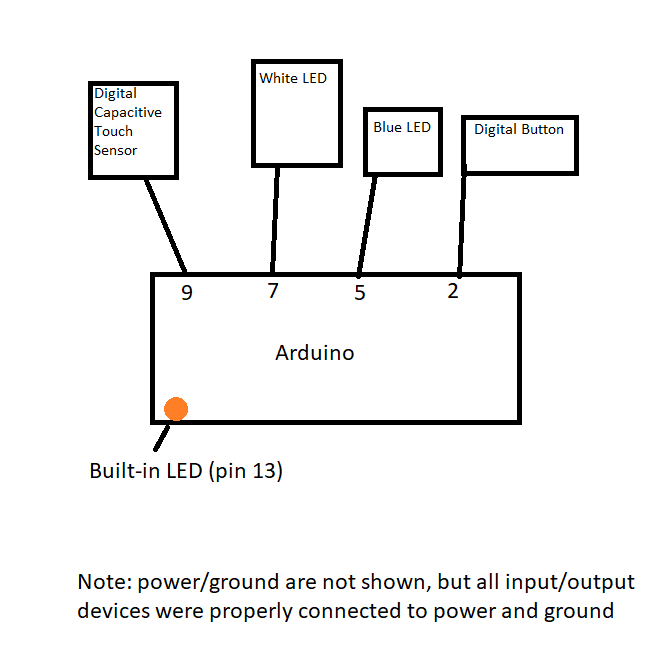 Digital
Capacitive
Touch
Sensor
White LED
Blue LED
Digital Button
9
7
5
2
Arduino
Built-in LED (pin 13)
Note: power/ground are not shown, but all input/output
devices were properly connected to power and ground